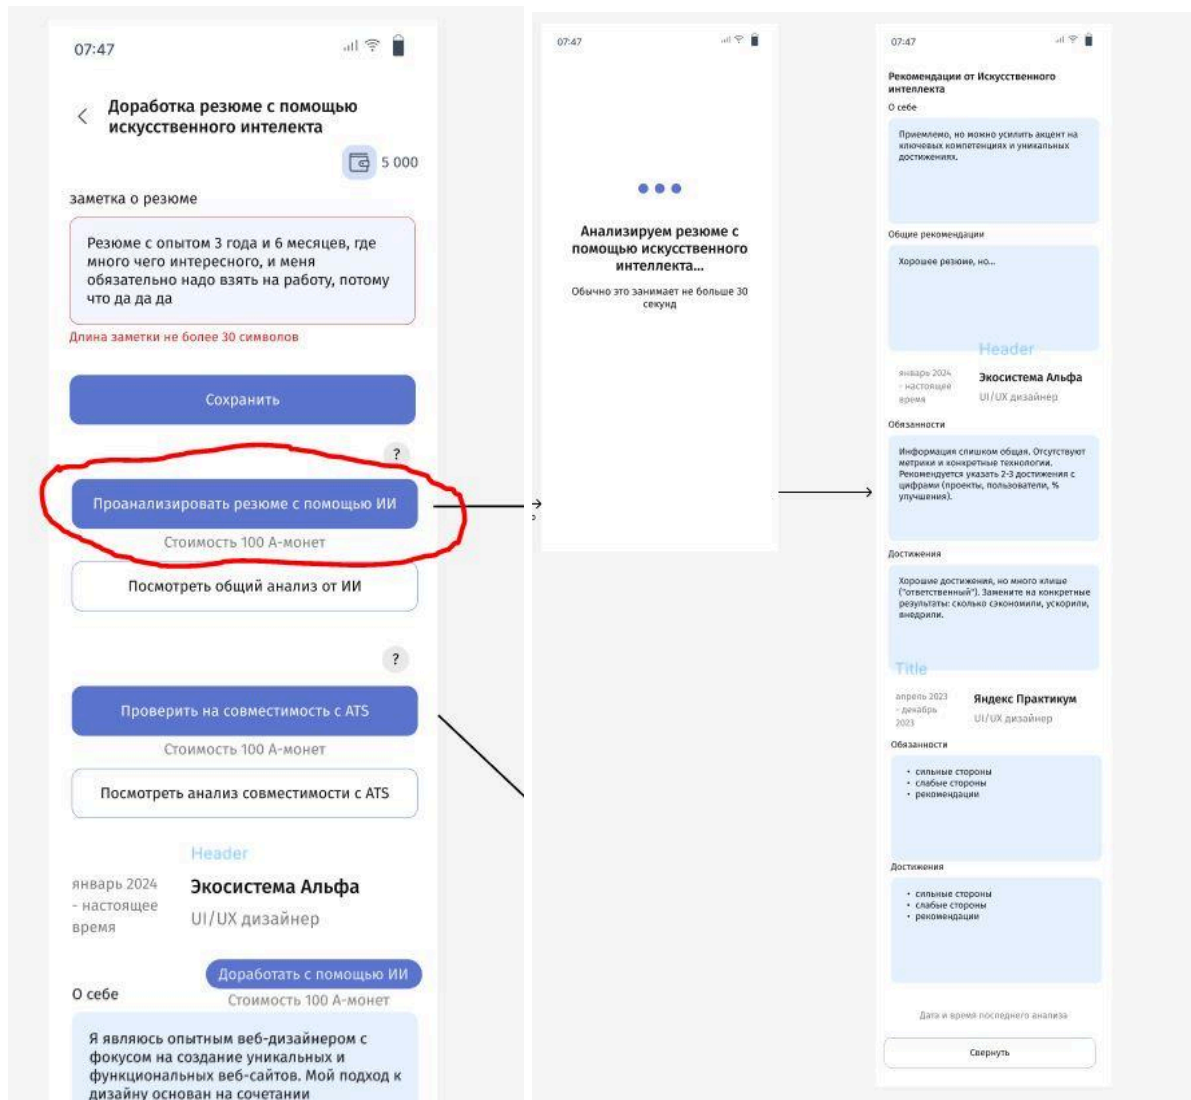 07:47
Доработка резюме с помощью
искусственного интелекта
5 000
заметка о резюме
Резюме с опытом 3 года и 6 месяцев, где
много чего интересного, и меня
обязательно надо взять на работу, потому
что да да да
Длина заметки не более 30 символов
Сохранить
?
Проанализировать резюме с помощью ИИ
Стоимость 100 А-монет
Посмотреть общий анализ от ИИ
?
Проверить на совместимость с ATS
Стоимость 100 А-монет
Посмотреть анализ совместимости с ATS
Header
январь 2024
- настоящее
время
Экосистема Альфа
UI/UX дизайнер
Доработать с помощью ИИ
О себе
Стоимость 100 А-монет
Я являюсь опытным веб-дизайнером с
фокусом на создание уникальных и
функциональных веб-сайтов. Мой подход к
дизайну основан на сочетании
07:47
Анализируем резюме с
помощью искусственного
интеллекта...
Обычно это занимает не больше 30
секунд
07:47
Рекомендации от Искусственного
интеллекта
О себе
Приемлемо, но можно усилить акцент на
ключевых компетенциях и уникальных
достижениях.
Общие рекомендации
Хорошее резюме, но...
Header
январь 2024
- настоящее
время
Экосистема Альфа
UI/UX дизайнер
Обязанности
Информация слишком общая. Отсутствуют
метрики и конкретные технологии.
Рекомендуется указать 2-3 достижения с
цифрами (проекты, пользователи, %
улучшения).
Достижения
Хорошие достижения, но много клише
("ответственный"). Замените на конкретные
результаты: сколько сэкономили, ускорили,
внедрили.
Title
апрель 2023
- декабрь
2023
Яндекс Практикум
UI/UX дизайнер
Обязанности
• сильные стороны
• слабые стороны
• рекомендации
Достижения
• сильные стороны
• слабые стороны
• рекомендации
Дата и время последнего анализа
Свернуть